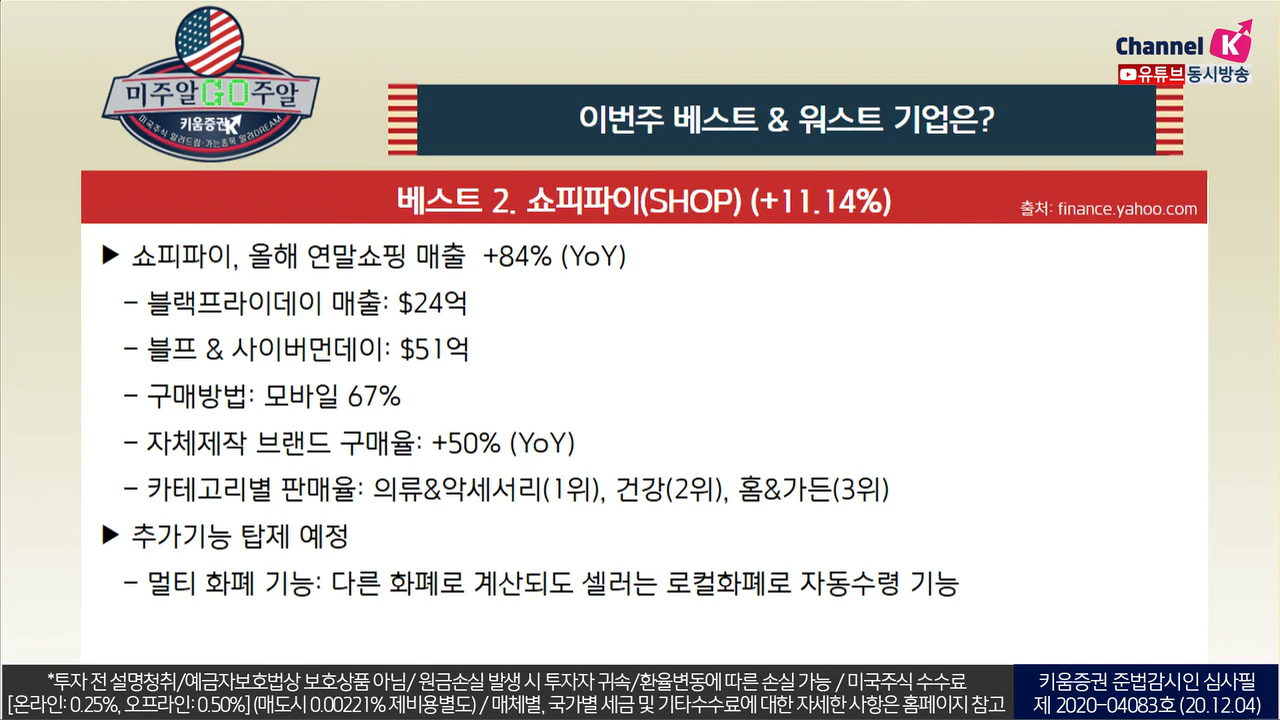 미주알GO주알
키움증권
미국주식 알려드림·가는종목 알려DREAM
Channel K
유튜브동시방송
이번주 베스트 & 워스트 기업은?
베스트 2. 쇼피파이(SHOP) (+11.14%)
출처: finance.yahoo.com
▶ 쇼피파이, 올해 연말쇼핑 매출 +84% (YoY)
– 블랙프라이데이 매출: $24억
– 블프 & 사이버먼데이: $51억
– 구매방법: 모바일 67%
– 자체제작 브랜드 구매율: +50% (YoY)
– 카테고리별 판매율: 의류&악세서리(1위), 건강(2위), 홈&가든(3위)
▶ 추가기능 탑제 예정
– 멀티 화폐 기능: 다른 화폐로 계산되도 셀러는 로컬화폐로 자동수령 기능
*투자 전 설명청취/예금자보호법상 보호상품 아님/ 원금손실 발생 시 투자자 귀속/환율변동에 따른 손실 가능 / 미국주식 수수료
[온라인: 0.25%, 오프라인: 0.50%] (매도시 0.00221% 제비용별도) / 매체별, 국가별 세금 및 기타수수료에 대한 자세한 사항은 홈페이지 참고
키움증권 준법감시인 심사필
제 2020-04083호 (20.12.04)